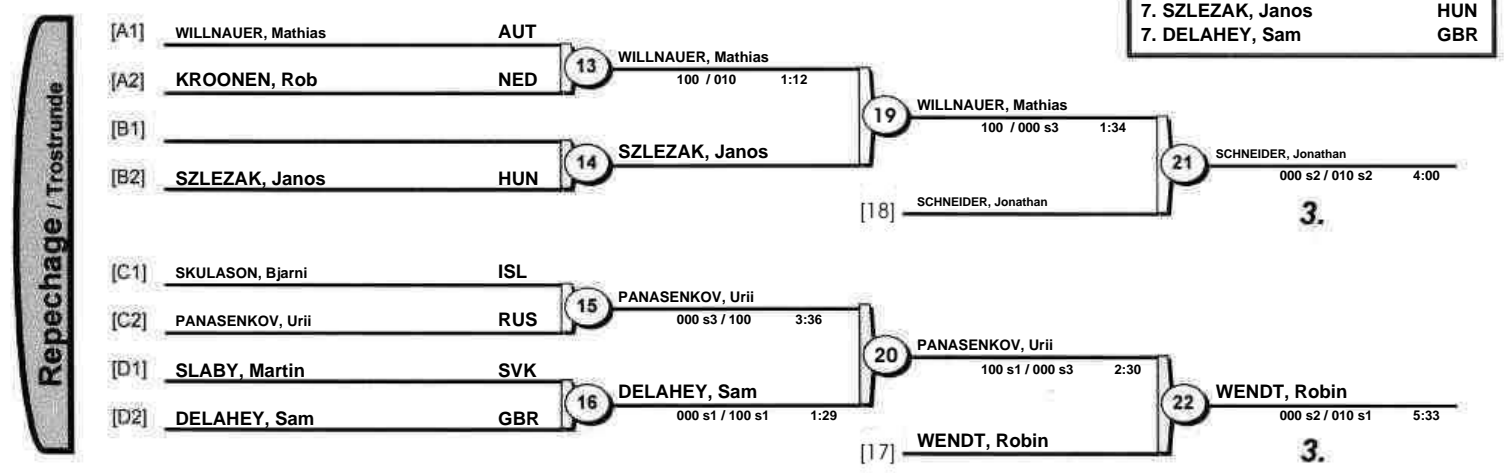 7. SZLEZAK, Janos HUN
7. DELAHEY, Sam GBR
Repechage / Trostrunde
[A1] WILLNAUER, Mathias AUT
13 WILLNAUER, Mathias
100 / 010 1:12
[A2] KROONEN, Rob NED
19 WILLNAUER, Mathias
100 / 000 s3 1:34
[B1]
14 SZLEZAK, Janos
[B2] SZLEZAK, Janos HUN
21 SCHNEIDER, Jonathan
000 s2 / 010 s2 4:00
[18] SCHNEIDER, Jonathan
3.
[C1] SKULASON, Bjarni ISL
15 PANASENKOV, Urii
000 s3 / 100 3:36
[C2] PANASENKOV, Urii RUS
20 PANASENKOV, Urii
100 s1 / 000 s3 2:30
[D1] SLABY, Martin SVK
16 DELAHEY, Sam
000 s1 / 100 s1 1:29
[D2] DELAHEY, Sam GBR
22 WENDT, Robin
000 s2 / 010 s1 5:33
[17] WENDT, Robin
3.